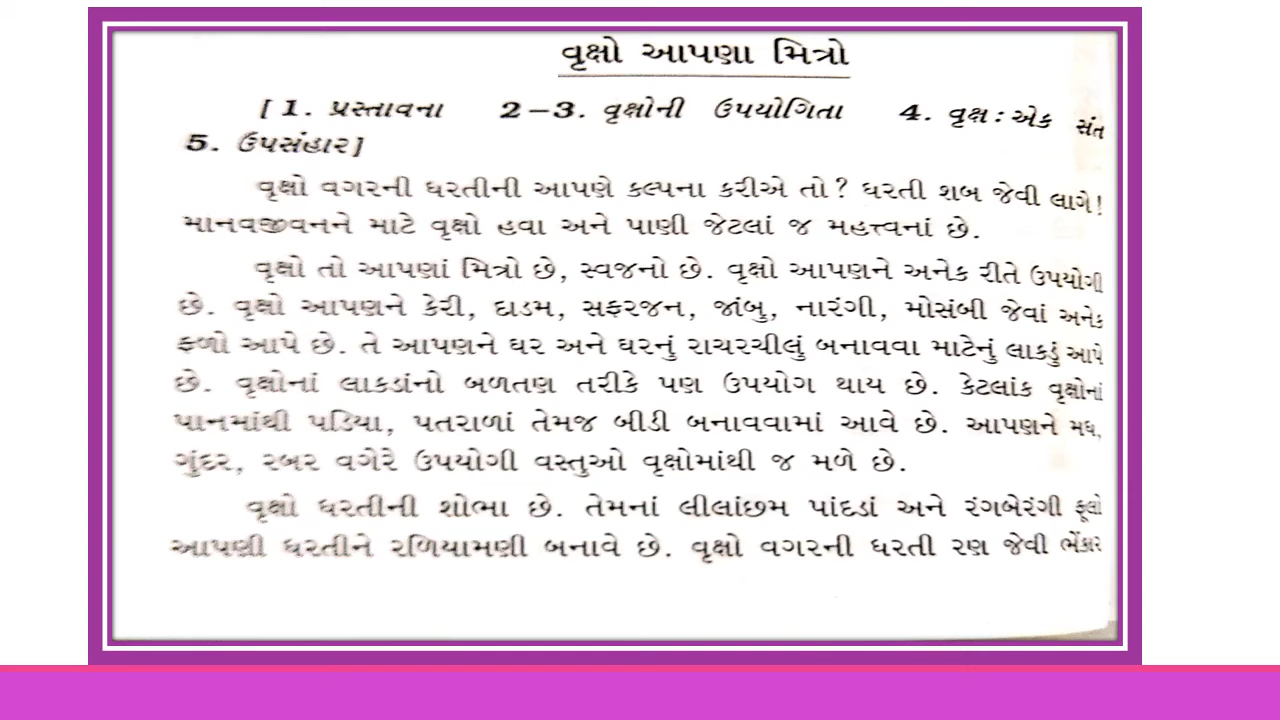 વૃક્ષો આપણા મિત્રો
[ 1. પ્રસ્તાવના 2–3. વૃક્ષોની ઉપયોગિતા 4. વૃક્ષ : એક સંત
5. ઉપસંહાર ]
વૃક્ષો વગરની ધરતીની આપણે કલ્પના કરીએ તો? ધરતી શબ જેવી લાગે!
માનવજીવનને માટે વૃક્ષો હવા અને પાણી જેટલાં જ મહત્ત્વનાં છે.
વૃક્ષો તો આપણાં મિત્રો છે, સ્વજનો છે. વૃક્ષો આપણને અનેક રીતે ઉપયોગી
છે. વૃક્ષો આપણને કેરી, દાડમ, સફરજન, જાંબુ, નારંગી, મોસંબી જેવાં અનેક
ફળો આપે છે. તે આપણને ઘર અને ઘરનું રાચરચીલું બનાવવા માટેનું લાકડું આપે
છે. વૃક્ષોનાં લાકડાંનો બળતણ તરીકે પણ ઉપયોગ થાય છે. કેટલાંક વૃક્ષોનાં
પાનમાંથી પડિયા, પતરાળાં તેમજ બીડી બનાવવામાં આવે છે. આપણને મધ,
ગુંદર, રબર વગેરે ઉપયોગી વસ્તુઓ વૃક્ષોમાંથી જ મળે છે.
વૃક્ષો ધરતીની શોભા છે. તેમનાં લીલાંછમ પાંદડાં અને રંગબેરંગી ફૂલો
આપણી ધરતીને રળિયામણી બનાવે છે. વૃક્ષો વગરની ધરતી રણ જેવી ભેંકાર